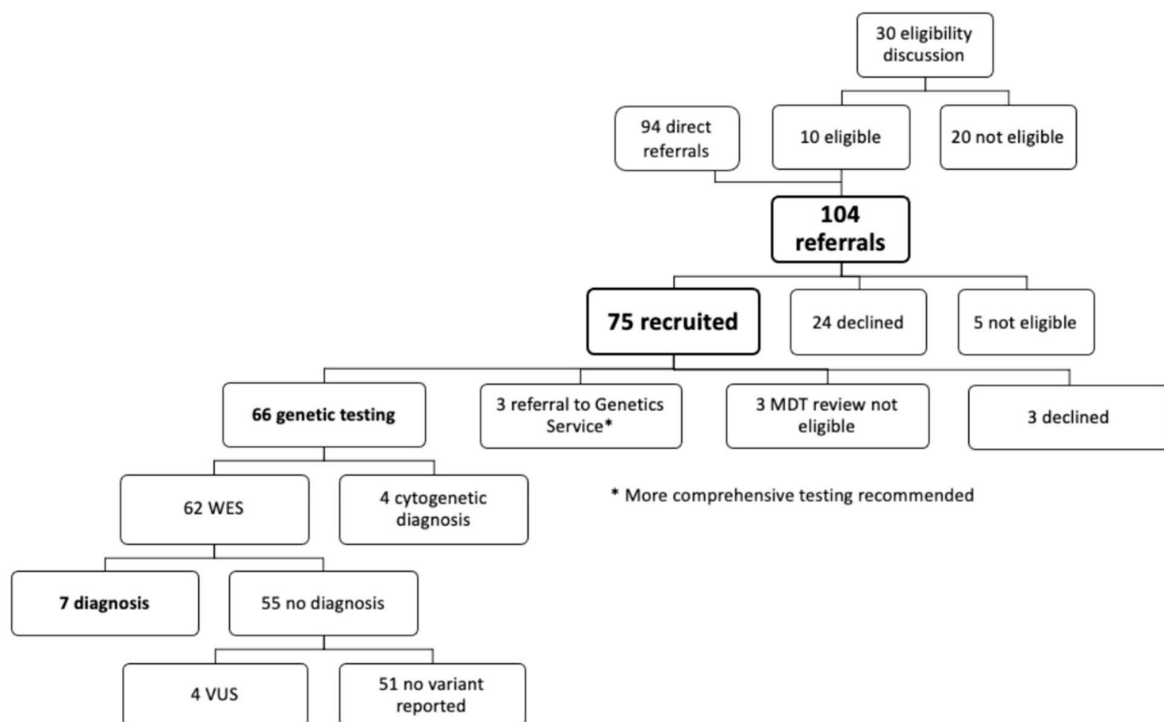 30 eligibility
discussion
94 direct
referrals
10 eligible
20 not eligible
104
referrals
75 recruited
24 declined
5 not eligible
66 genetic testing
3 referral to Genetics
Service*
3 MDT review not
eligible
3 declined
62 WES
4 cytogenetic
diagnosis
* More comprehensive testing recommended
7 diagnosis
55 no diagnosis
4 VUS
51 no variant
reported